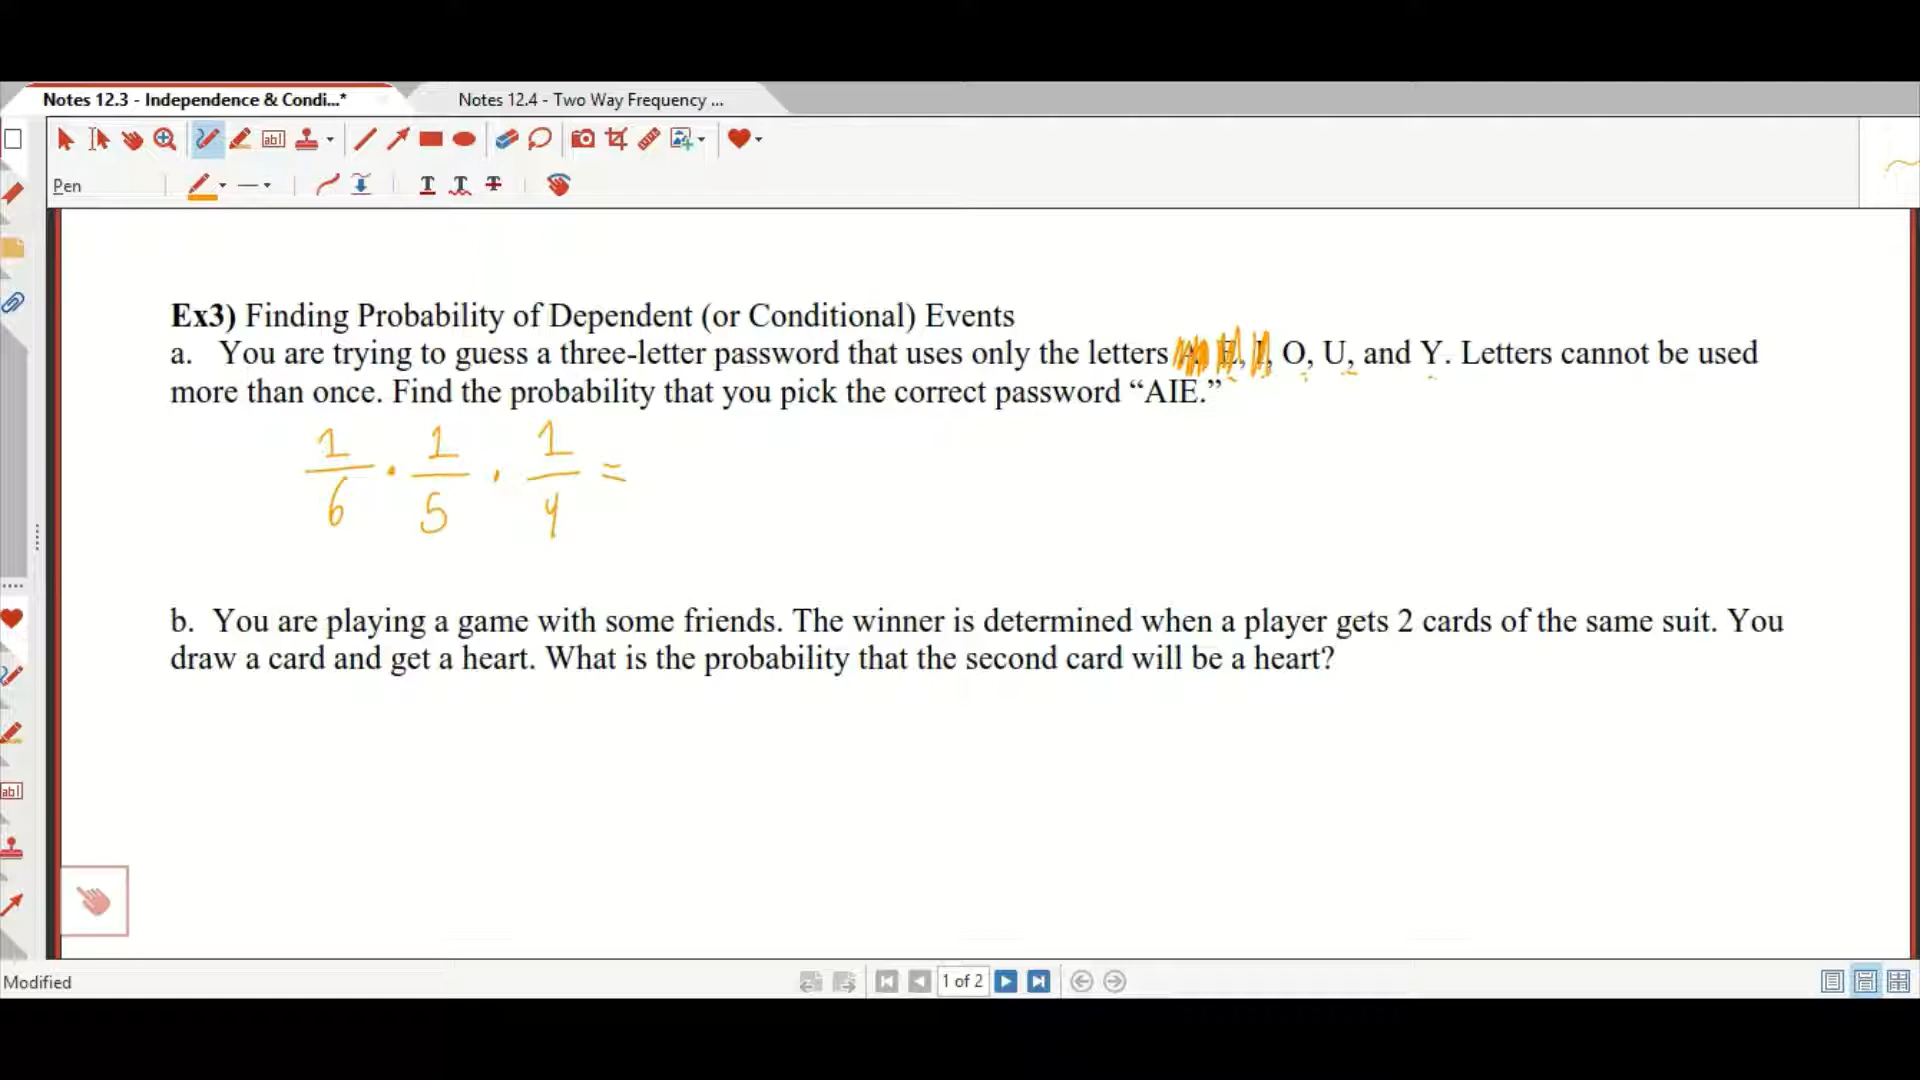 Notes 12.3 - Independence & Condi...*
Notes 12.4 - Two Way Frequency ...
Pen
Ex3) Finding Probability of Dependent (or Conditional) Events
a. You are trying to guess a three-letter password that uses only the letters A, E, I, O, U, and Y. Letters cannot be used
more than once. Find the probability that you pick the correct password “AIE.”
1/6 · 1/5 · 1/4 =
b. You are playing a game with some friends. The winner is determined when a player gets 2 cards of the same suit. You
draw a card and get a heart. What is the probability that the second card will be a heart?
Modified
1 of 2